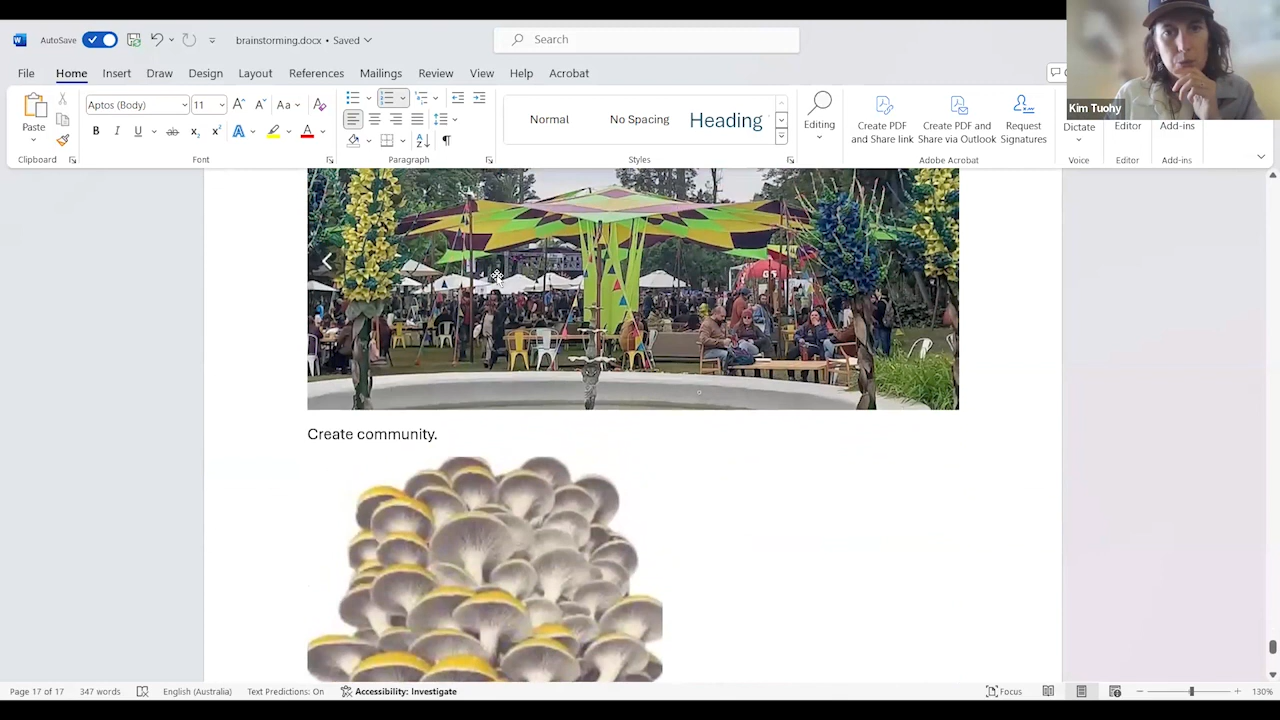 AutoSave
brainstorming.docx • Saved
Search
File Home Insert Draw Design Layout References Mailings Review View Help Acrobat
Kim Tuohy
Paste
Clipboard
Aptos (Body) 11
Font
Paragraph
Normal
No Spacing
Heading
Styles
Editing
Create PDF and Share link
Create PDF and Share via Outlook
Request Signatures
Adobe Acrobat
Dictate
Voice
Editor
Editor
Add-ins
Add-ins
Create community.
Page 17 of 17 347 words English (Australia) Text Predictions: On Accessibility: Investigate Focus 130%